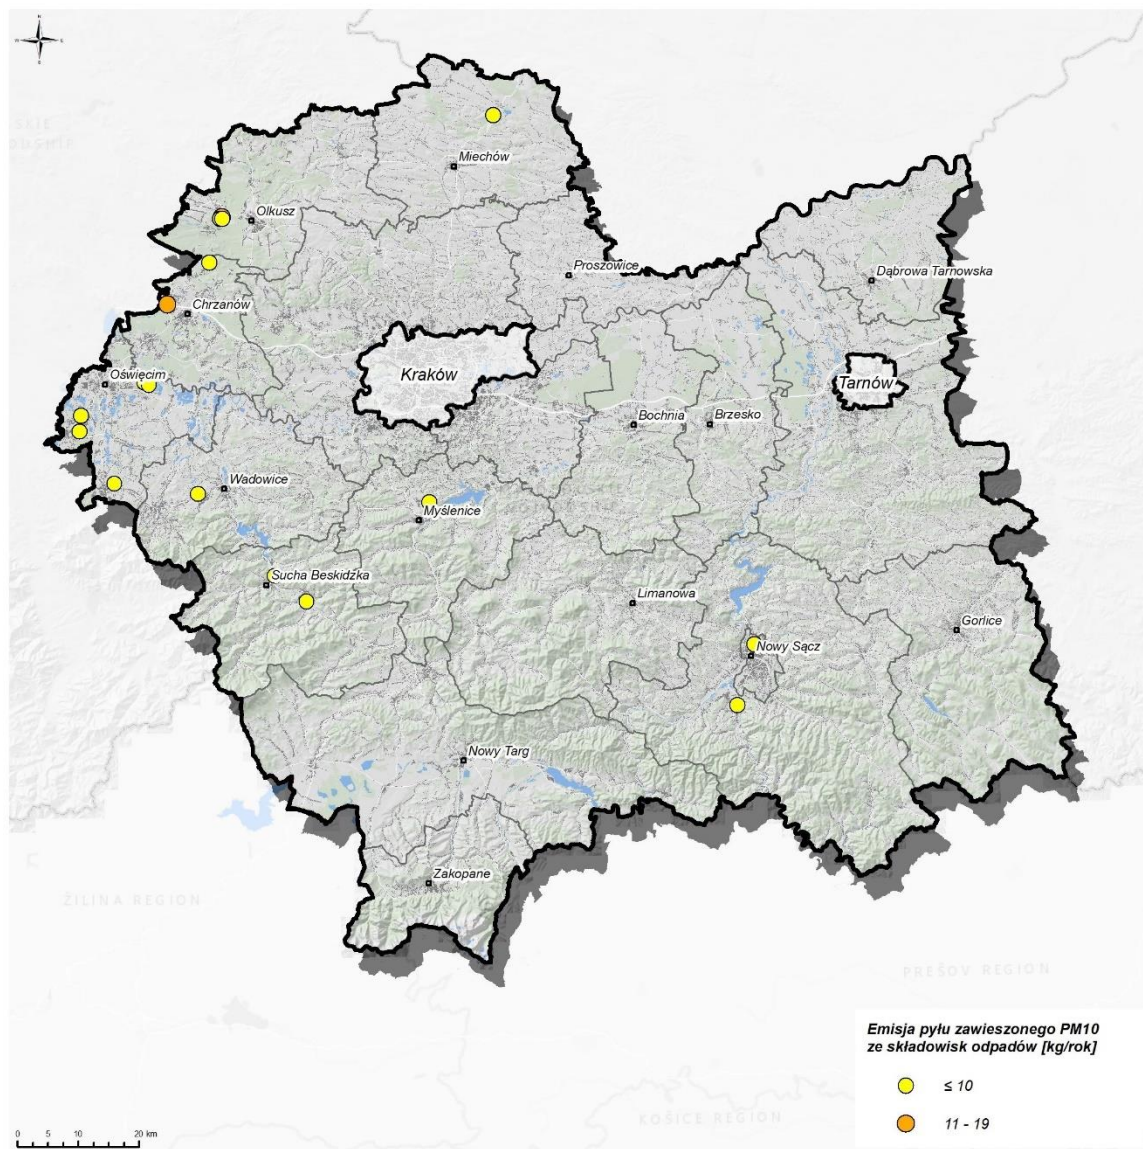 N
W E
S
SKIE
ODUSHIP
Miechów
Olkusz
Proszowice
Dąbrowa Tarnowska
Chrzanów
Kraków
Oświęcim
Tarnów
Bochnia
Brzesko
Wadowice
Myślenice
Sucha Beskidzka
Limanowa
Gorlice
Nowy Sącz
Nowy Targ
Zakopane
ŽILINA REGION
PREŠOV REGION
KOŠICE REGION
Emisja pyłu zawieszonego PM10
ze składowisk odpadów [kg/rok]
≤ 10
11 - 19
0 5 10 20 km